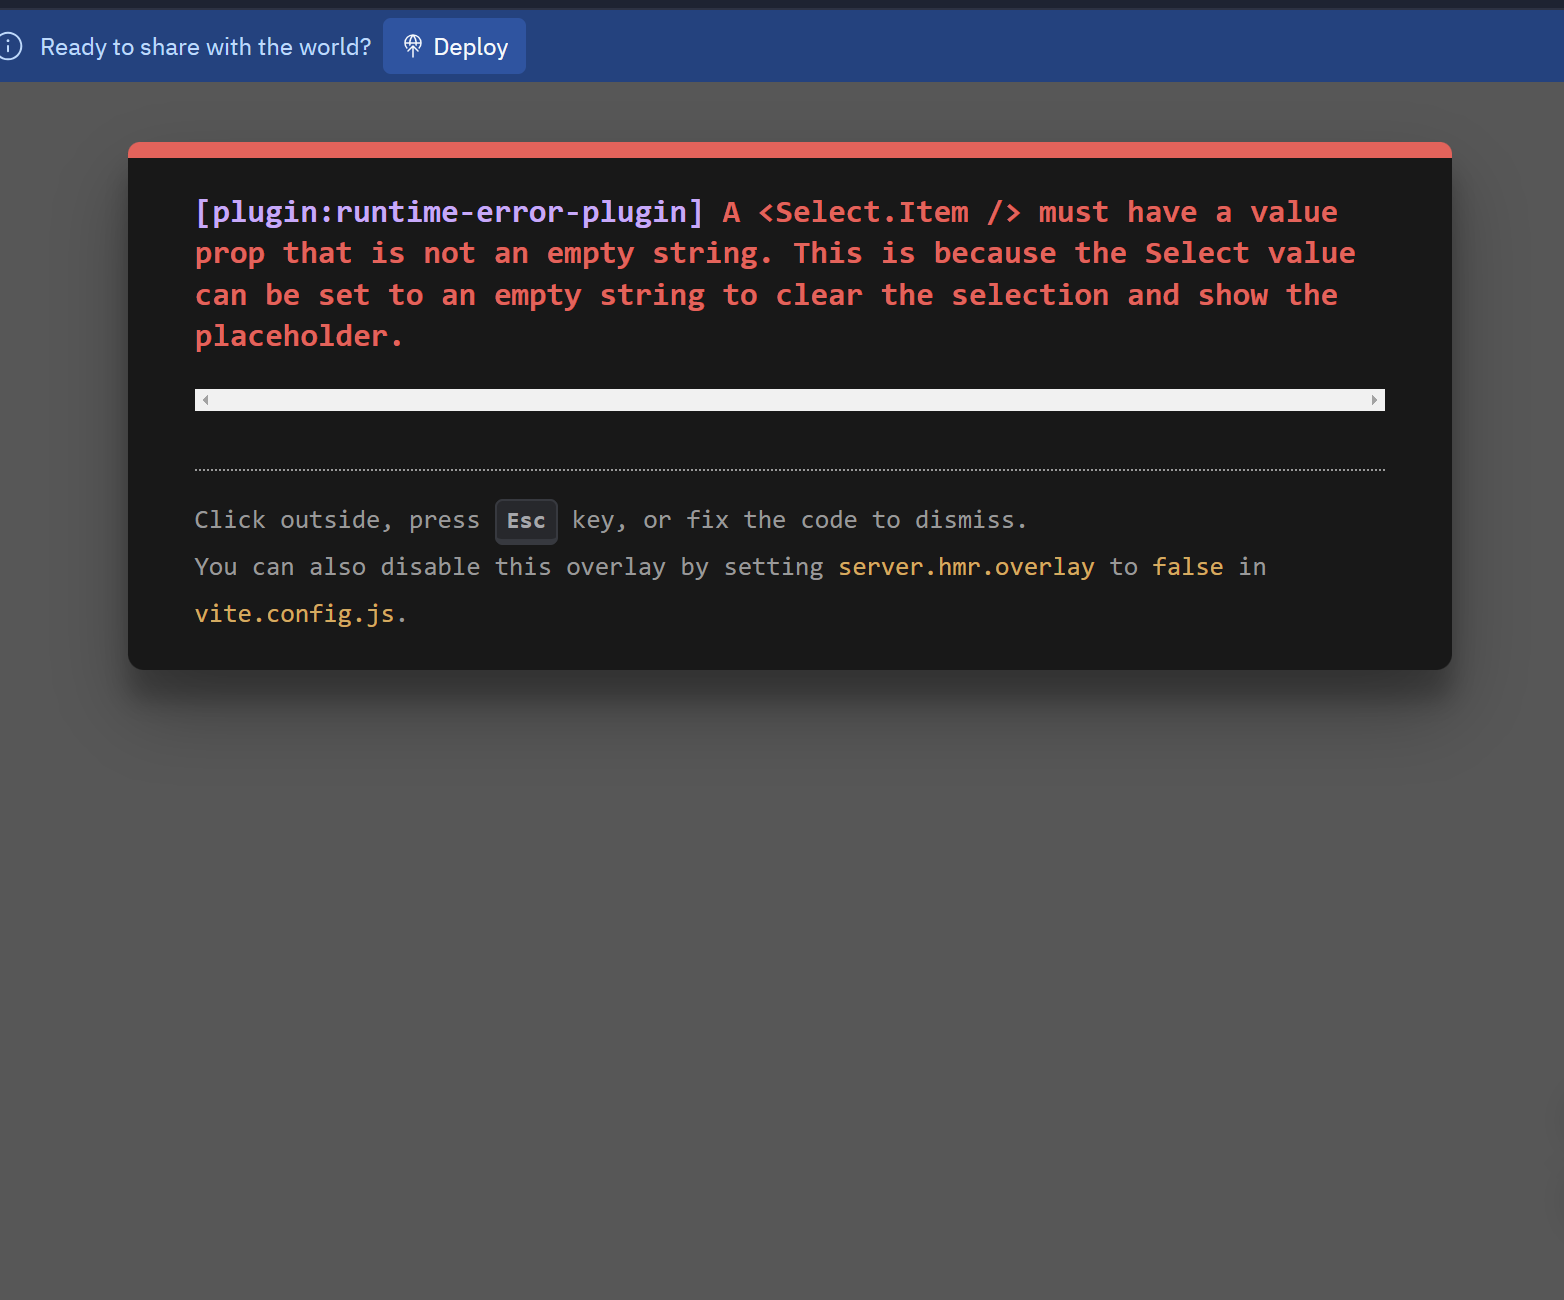 Ready to share with the world? Deploy
[plugin:runtime-error-plugin] A <Select.Item /> must have a value
prop that is not an empty string. This is because the Select value
can be set to an empty string to clear the selection and show the
placeholder.
Click outside, press Esc key, or fix the code to dismiss.
You can also disable this overlay by setting server.hmr.overlay to false in
vite.config.js.